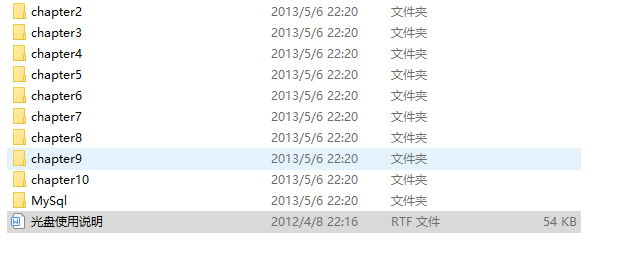 chapter2 2013/5/6 22:20 文件夹
chapter3 2013/5/6 22:20 文件夹
chapter4 2013/5/6 22:20 文件夹
chapter5 2013/5/6 22:20 文件夹
chapter6 2013/5/6 22:20 文件夹
chapter7 2013/5/6 22:20 文件夹
chapter8 2013/5/6 22:20 文件夹
chapter9 2013/5/6 22:20 文件夹
chapter10 2013/5/6 22:20 文件夹
MySql 2013/5/6 22:20 文件夹
光盘使用说明 2012/4/8 22:16 RTF 文件 54 KB